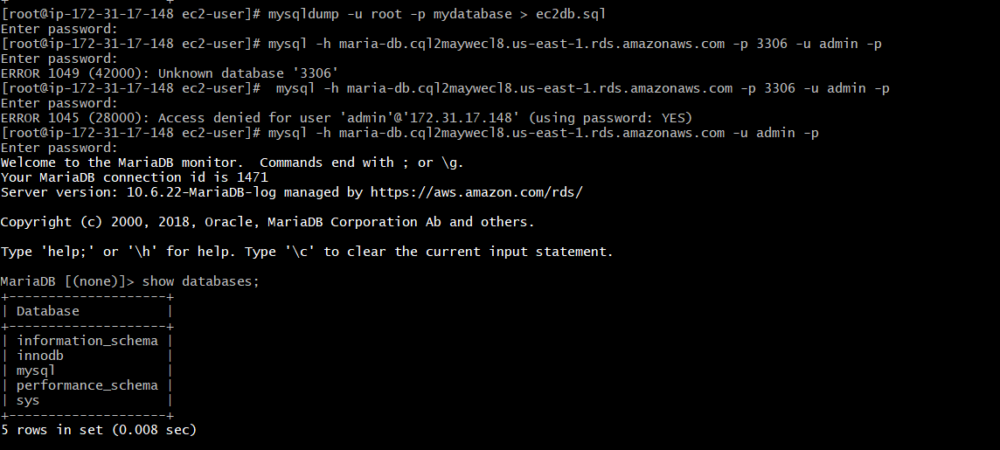 +---------------------+
[root@ip-172-31-17-148 ec2-user]# mysqldump -u root -p mydatabase > ec2db.sql
Enter password:
[root@ip-172-31-17-148 ec2-user]# mysql -h maria-db.cql2maywecl8.us-east-1.rds.amazonaws.com -p 3306 -u admin -p
Enter password:
ERROR 1049 (42000): Unknown database '3306'
[root@ip-172-31-17-148 ec2-user]#  mysql -h maria-db.cql2maywecl8.us-east-1.rds.amazonaws.com -p 3306 -u admin -p
Enter password:
ERROR 1045 (28000): Access denied for user 'admin'@'172.31.17.148' (using password: YES)
[root@ip-172-31-17-148 ec2-user]# mysql -h maria-db.cql2maywecl8.us-east-1.rds.amazonaws.com -u admin -p
Enter password:
Welcome to the MariaDB monitor.  Commands end with ; or \g.
Your MariaDB connection id is 1471
Server version: 10.6.22-MariaDB-log managed by https://aws.amazon.com/rds/

Copyright (c) 2000, 2018, Oracle, MariaDB Corporation Ab and others.

Type 'help;' or '\h' for help. Type '\c' to clear the current input statement.

MariaDB [(none)]> show databases;
+--------------------+
| Database           |
+--------------------+
| information_schema |
| innodb             |
| mysql              |
| performance_schema |
| sys                |
+--------------------+
5 rows in set (0.008 sec)